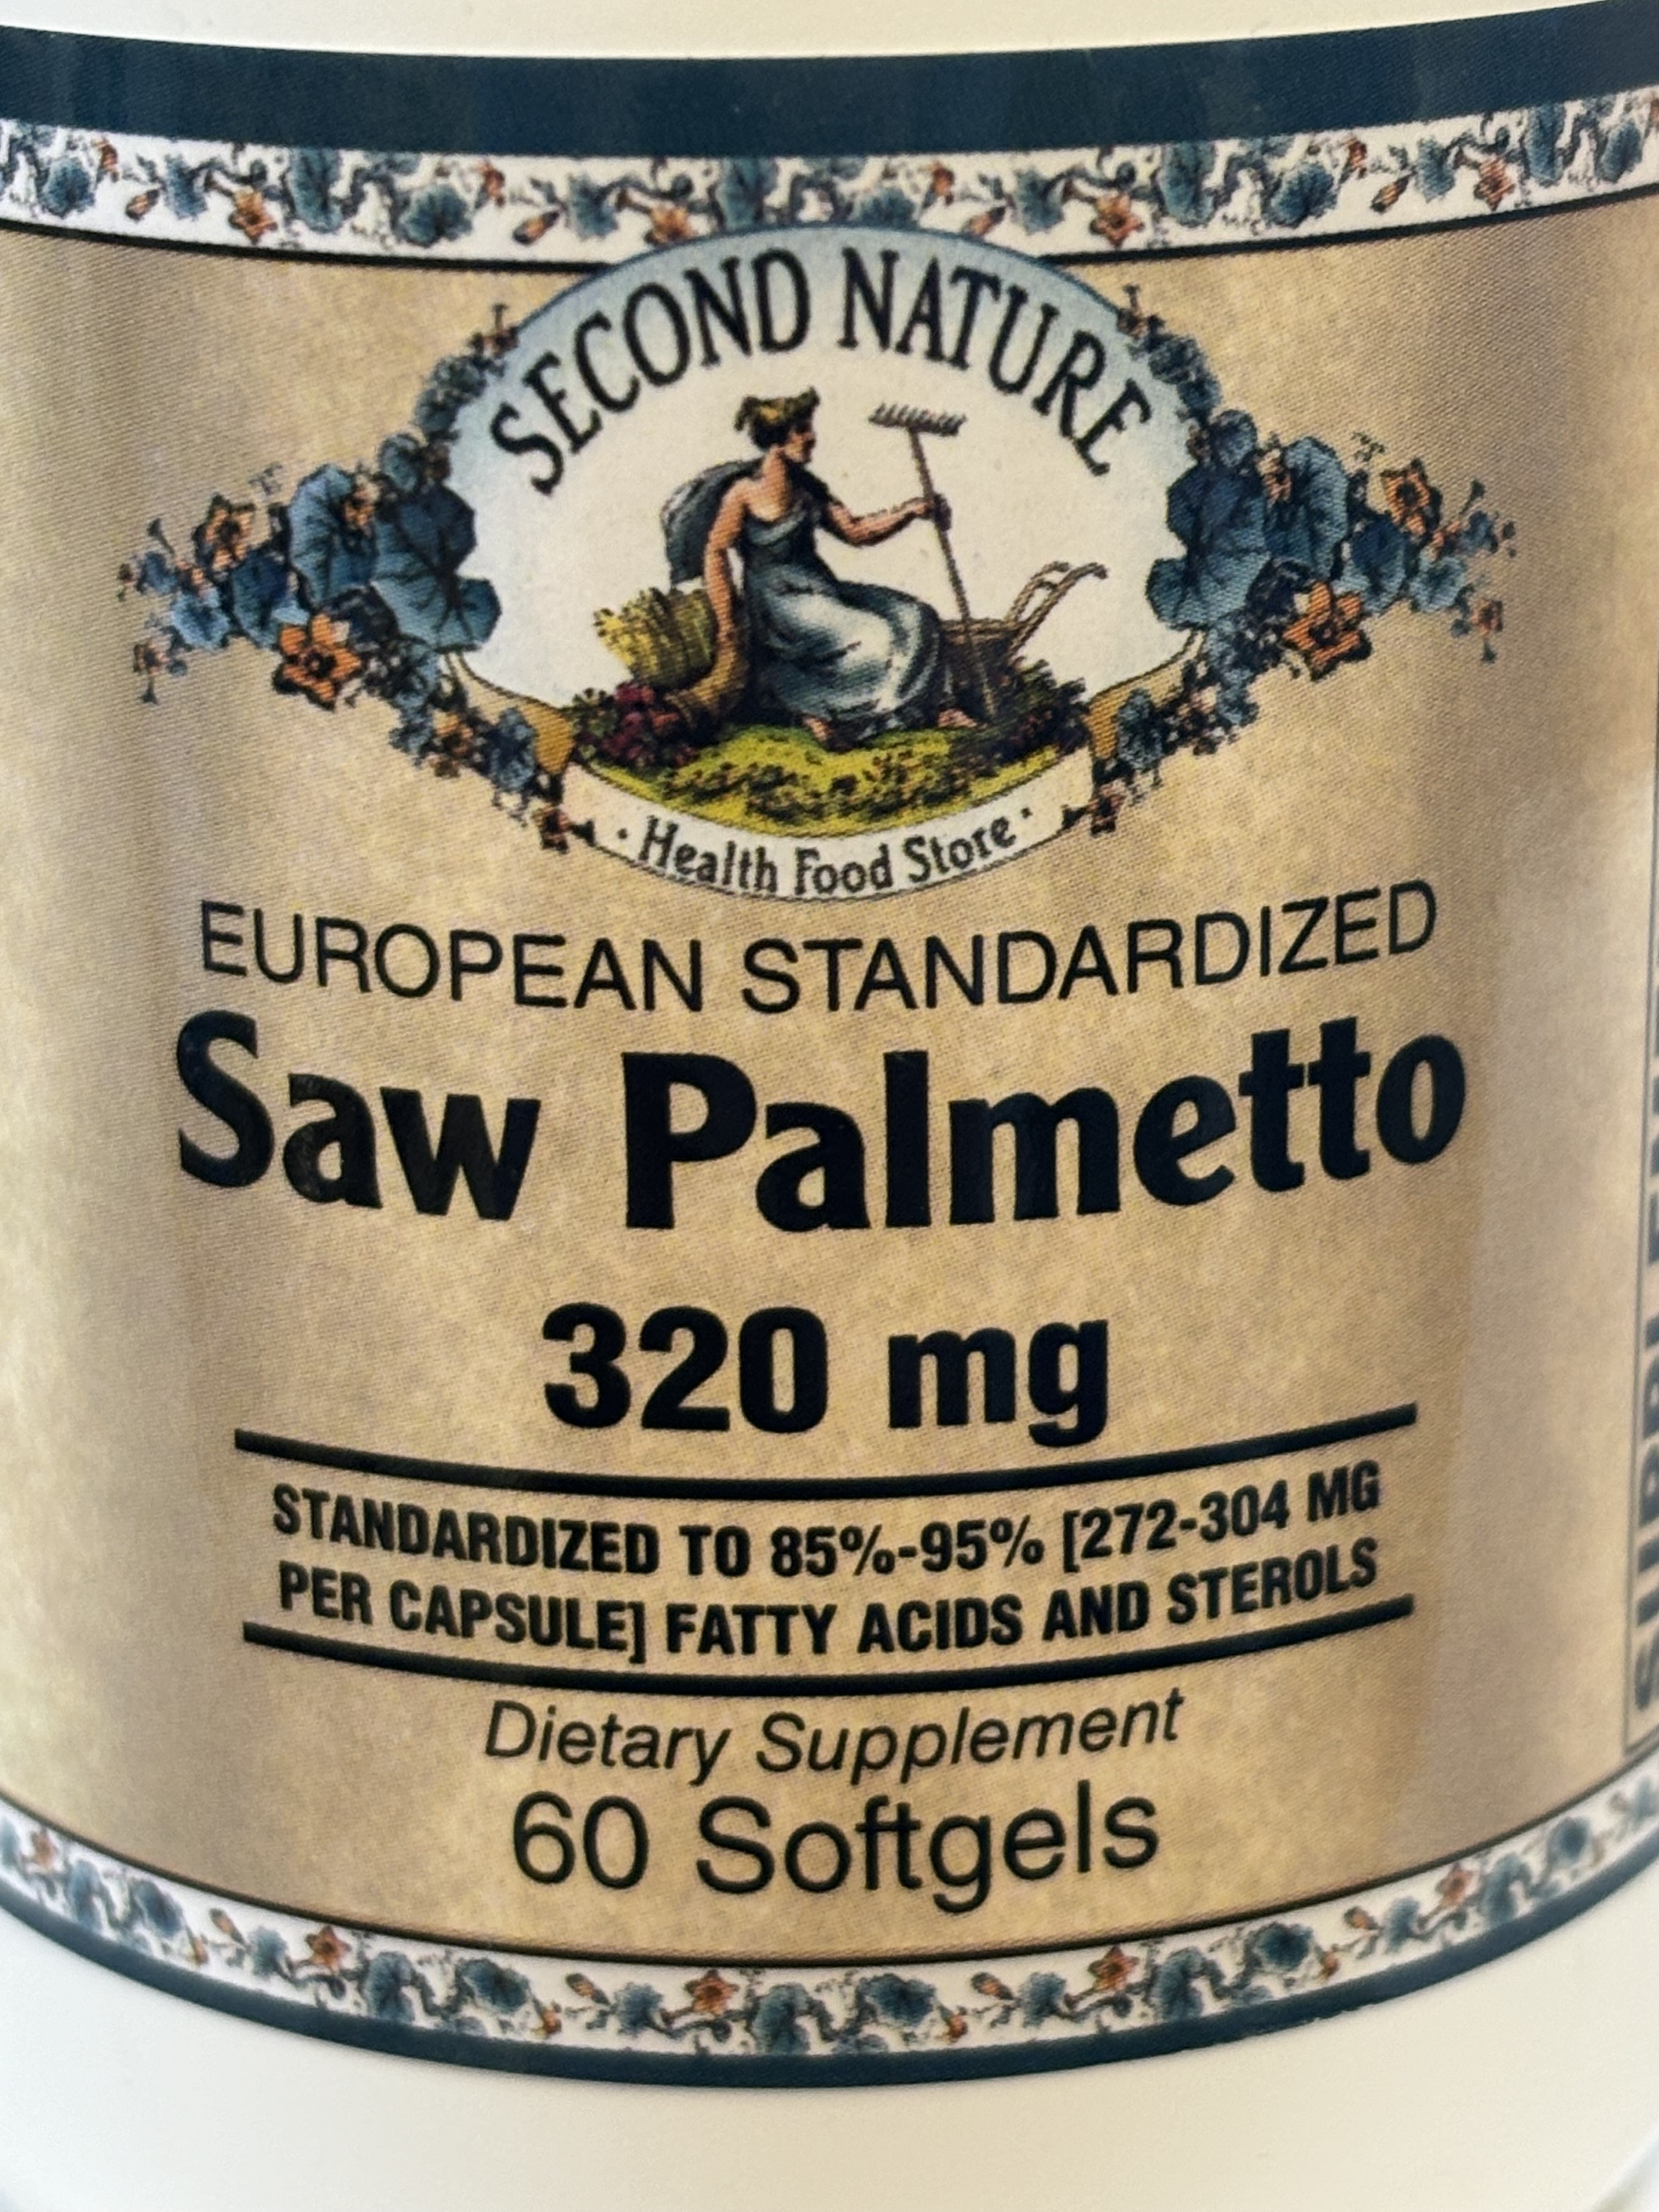 SECOND NATURE
· Health Food Store ·
EUROPEAN STANDARDIZED
Saw Palmetto
320 mg
STANDARDIZED TO 85%-95% [272-304 MG
PER CAPSULE] FATTY ACIDS AND STEROLS
Dietary Supplement
60 Softgels